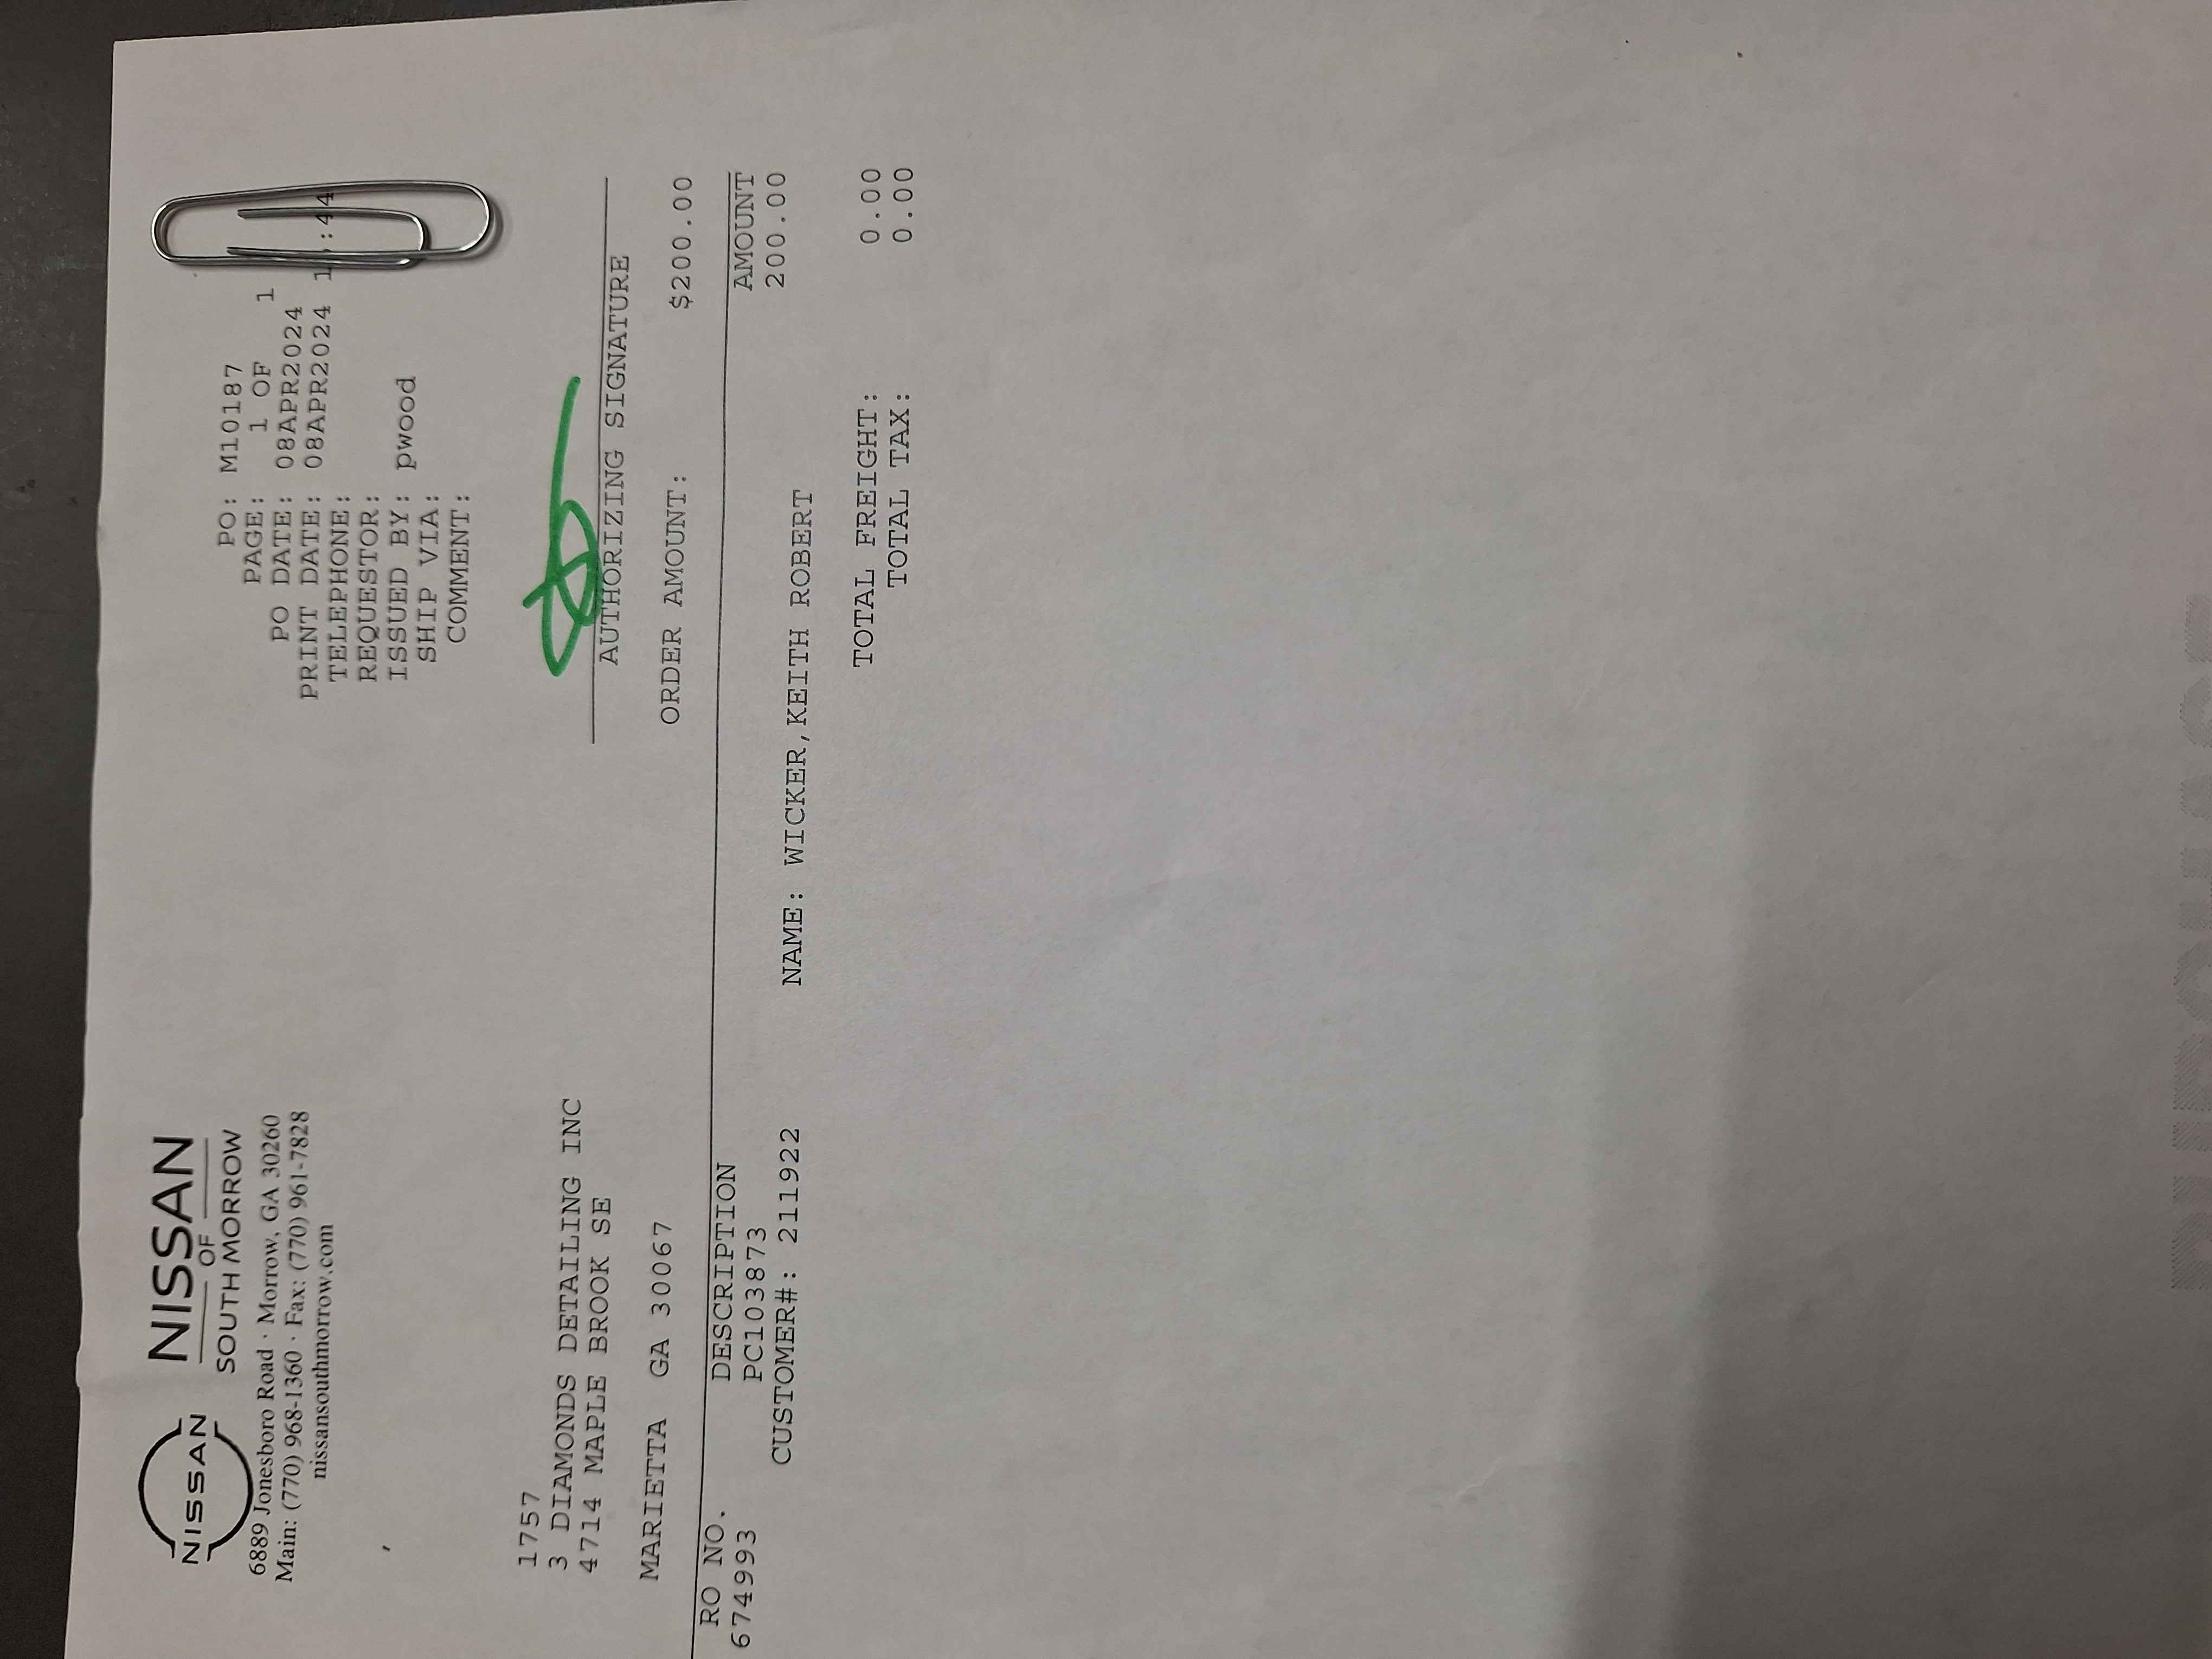 NISSAN
NISSAN
OF
SOUTH MORROW
6889 Jonesboro Road · Morrow, GA 30260
Main: (770) 968-1360 · Fax: (770) 961-7828
nissansouthmorrow.com
PO: M10187
PAGE: 1 OF 1
PO DATE: 08APR2024
PRINT DATE: 08APR2024
TELEPHONE:
REQUESTOR:
ISSUED BY: pwood
SHIP VIA:
COMMENT:
1757
3 DIAMONDS DETAILING INC
4714 MAPLE BROOK SE
MARIETTA GA 30067
AUTHORIZING SIGNATURE
ORDER AMOUNT: $200.00
RO NO. DESCRIPTION AMOUNT
674993 PC103873 200.00
CUSTOMER#: 211922 NAME: WICKER,KEITH ROBERT
TOTAL FREIGHT: 0.00
TOTAL TAX: 0.00